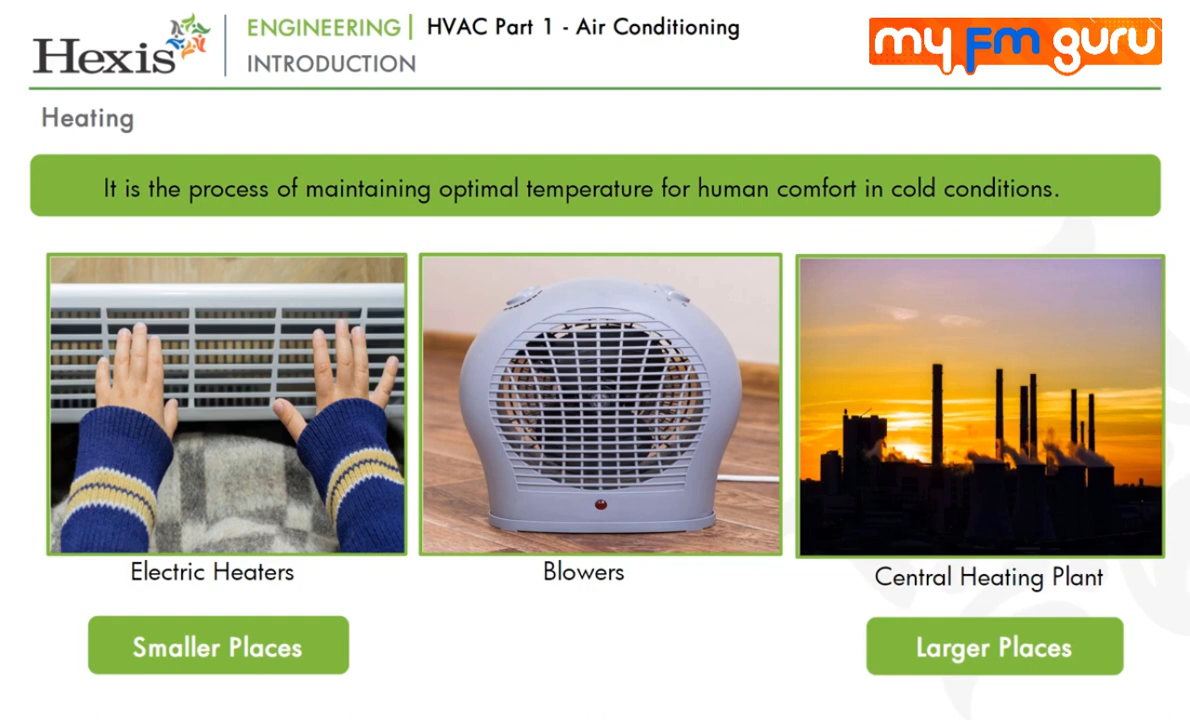 Hexis
ENGINEERING | HVAC Part 1 - Air Conditioning
INTRODUCTION
my fm guru
Heating
It is the process of maintaining optimal temperature for human comfort in cold conditions.
Electric Heaters
Blowers
Central Heating Plant
Smaller Places
Larger Places